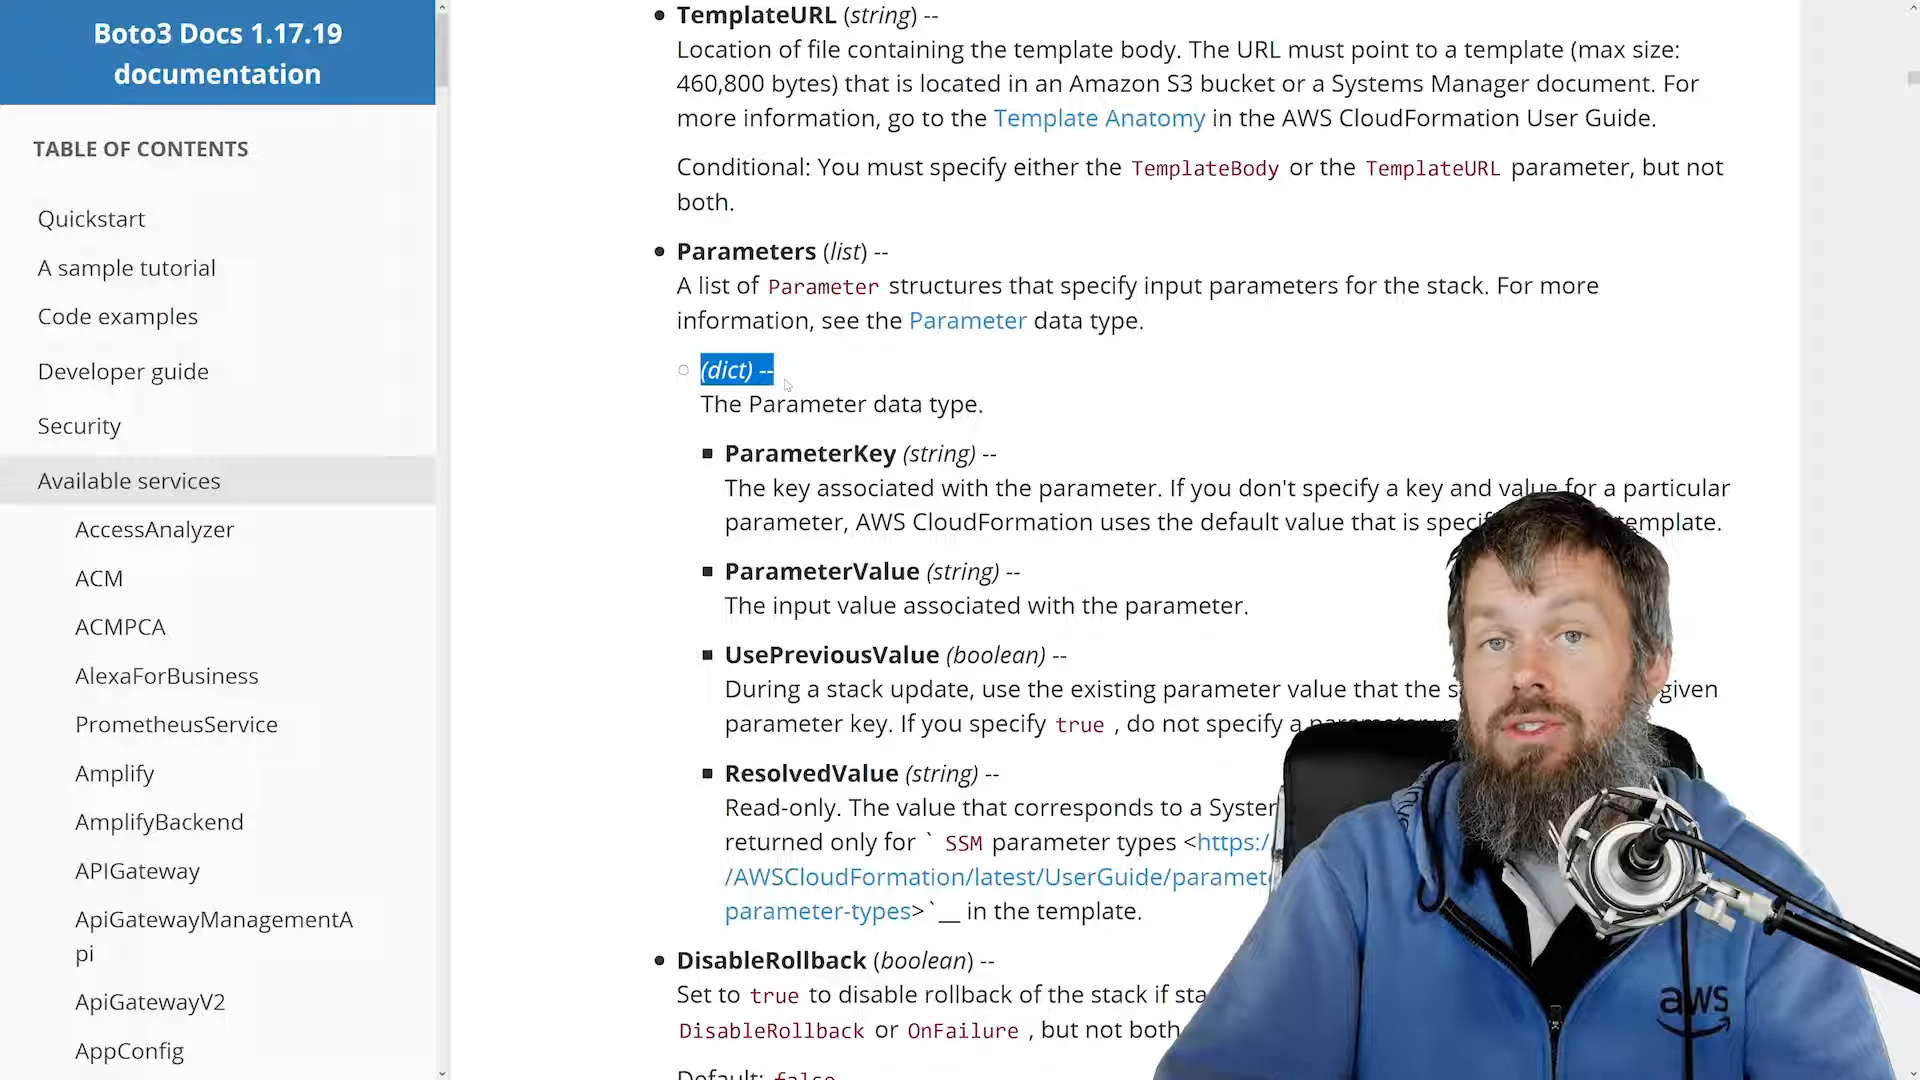 Boto3 Docs 1.17.19
documentation
TABLE OF CONTENTS
Quickstart
A sample tutorial
Code examples
Developer guide
Security
Available services
AccessAnalyzer
ACM
ACMPCA
AlexaForBusiness
PrometheusService
Amplify
AmplifyBackend
APIGateway
ApiGatewayManagementA
pi
ApiGatewayV2
AppConfig
TemplateURL (string) --
Location of file containing the template body. The URL must point to a template (max size:
460,800 bytes) that is located in an Amazon S3 bucket or a Systems Manager document. For
more information, go to the Template Anatomy in the AWS CloudFormation User Guide.
Conditional: You must specify either the TemplateBody or the TemplateURL parameter, but not
both.
Parameters (list) --
A list of Parameter structures that specify input parameters for the stack. For more
information, see the Parameter data type.
(dict) --
The Parameter data type.
ParameterKey (string) --
The key associated with the parameter. If you don't specify a key and value for a particular
parameter, AWS CloudFormation uses the default value that is template.
ParameterValue (string) --
The input value associated with the parameter.
UsePreviousValue (boolean) --
During a stack update, use the existing parameter value that the given
parameter key. If you specify true , do not specify a
ResolvedValue (string) --
Read-only. The value that corresponds to a
returned only for ` SSM parameter types <https:/
/AWSCloudFormation/latest/UserGuide/
parameter-types>`__ in the template.
DisableRollback (boolean) --
Set to true to disable rollback of the stack if
DisableRollback or OnFailure , but not both
Default: false
aws